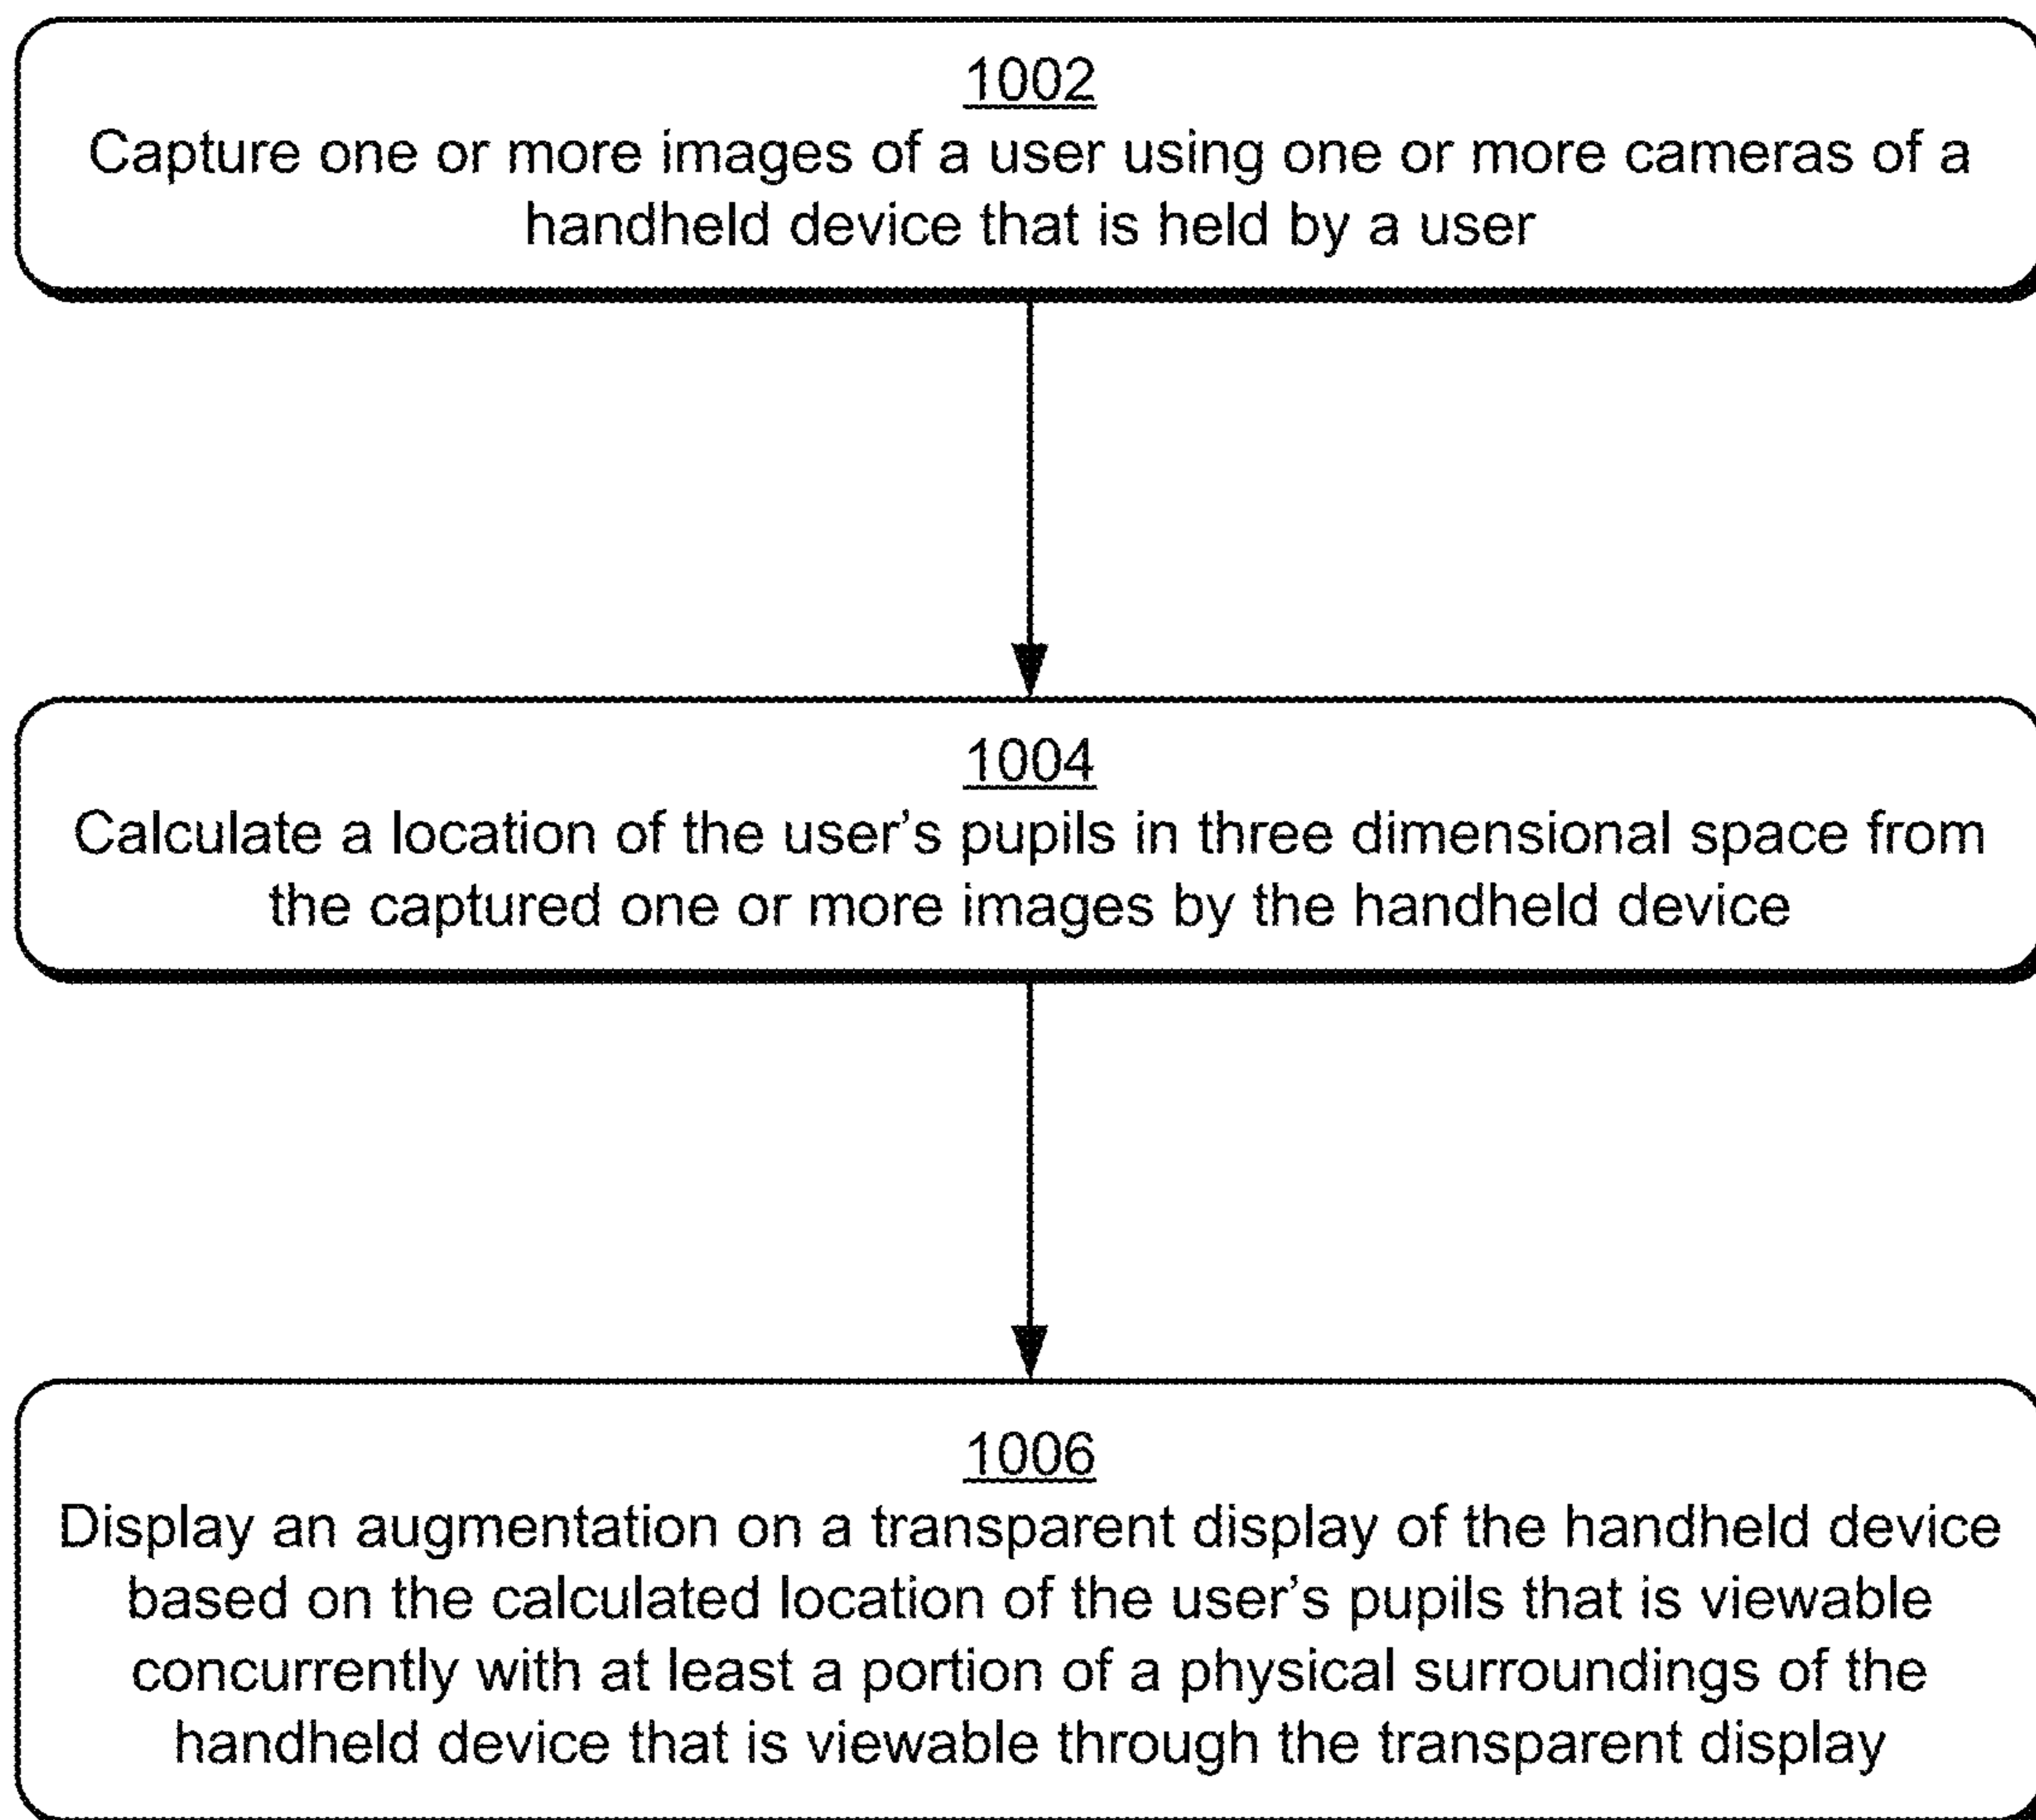 1002
Capture one or more images of a user using one or more cameras of a
handheld device that is held by a user
1004
Calculate a location of the user’s pupils in three dimensional space from
the captured one or more images by the handheld device
1006
Display an augmentation on a transparent display of the handheld device
based on the calculated location of the user’s pupils that is viewable
concurrently with at least a portion of a physical surroundings of the
handheld device that is viewable through the transparent display